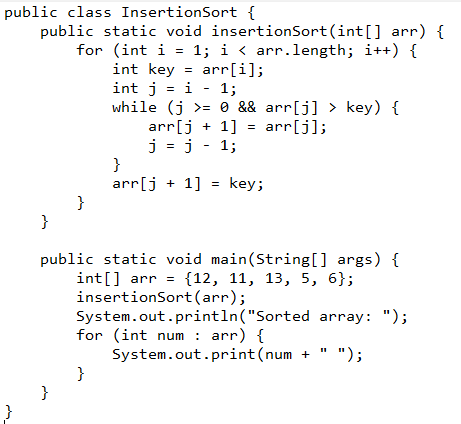 public class InsertionSort {
    public static void insertionSort(int[] arr) {
        for (int i = 1; i < arr.length; i++) {
            int key = arr[i];
            int j = i - 1;
            while (j >= 0 && arr[j] > key) {
                arr[j + 1] = arr[j];
                j = j - 1;
            }
            arr[j + 1] = key;
        }
    }

    public static void main(String[] args) {
        int[] arr = {12, 11, 13, 5, 6};
        insertionSort(arr);
        System.out.println("Sorted array: ");
        for (int num : arr) {
            System.out.print(num + " ");
        }
    }
}